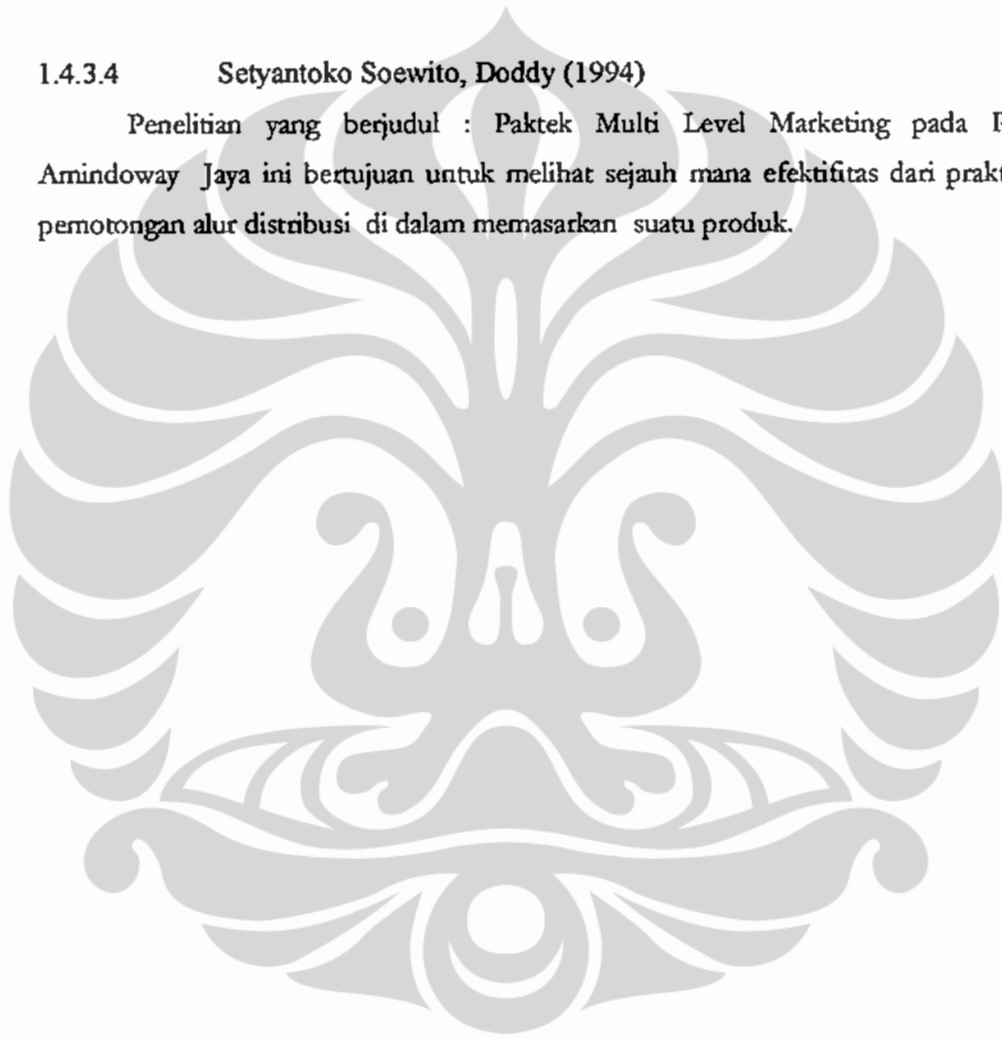 1.4.3.4 Setyantoko Soewito, Doddy (1994)
Penelitian yang berjudul : Paktek Multi Level Marketing pada
Amindoway Jaya ini bertujuan untuk melihat sejauh mana efektifitas dari
pemotongan alur distribusi di dalam memasarkan suatu produk.